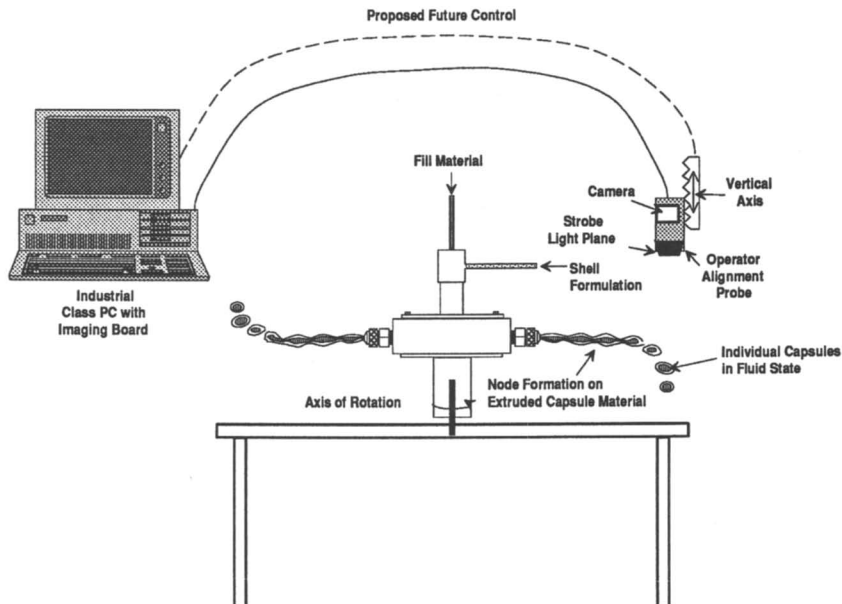 Proposed Future Control
Fill Material
Camera
Vertical
Axis
Strobe
Light Plane
Operator
Alignment
Probe
Shell
Formulation
Industrial
Class PC with
Imaging Board
Individual Capsules
in Fluid State
Node Formation on
Extruded Capsule Material
Axis of Rotation